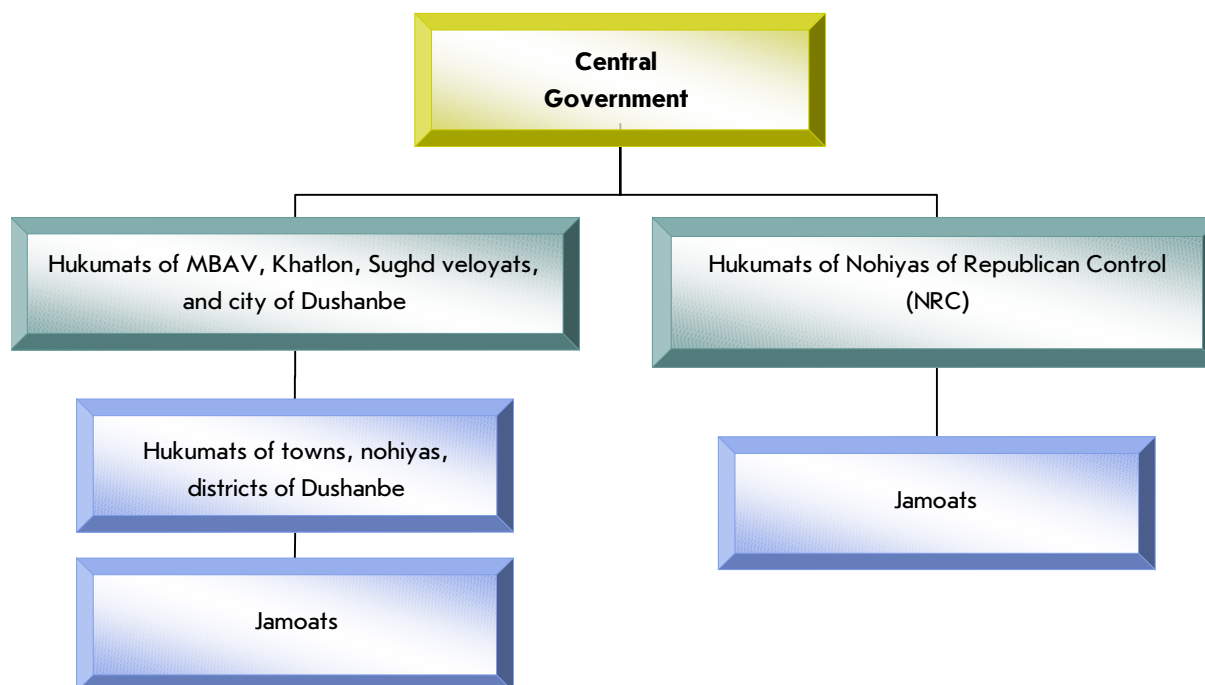 Central
Government
Hukumats of MBAV, Khatlon, Sughd veloyats,
and city of Dushanbe
Hukumats of Nohiyas of Republican Control
(NRC)
Hukumats of towns, nohiyas,
districts of Dushanbe
Jamoats
Jamoats